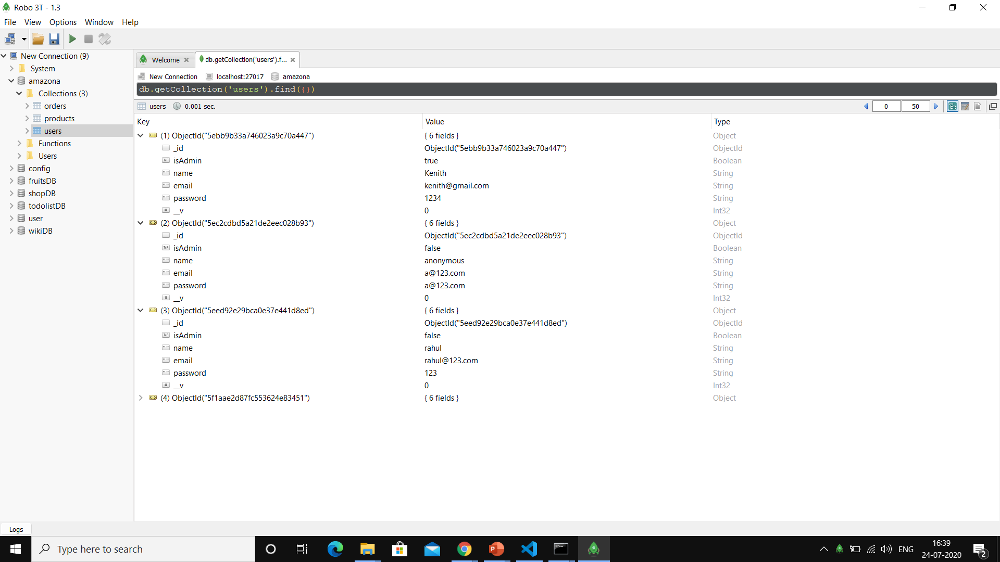 Robo 3T - 1.3
File View Options Window Help
New Connection (9)
System
amazona
Collections (3)
orders
products
users
Functions
Users
config
fruitsDB
shopDB
todolistDB
user
wikiDB
Welcome
db.getCollection('users').f...
New Connection localhost:27017 amazona
db.getCollection('users').find({})
users 0.001 sec. 0 50
Key Value Type
(1) ObjectId("5ebb9b33a746023a9c70a447") { 6 fields } Object
_id ObjectId("5ebb9b33a746023a9c70a447") ObjectId
T/F isAdmin true Boolean
"" name Kenith String
"" email kenith@gmail.com String
"" password 1234 String
# __v 0 Int32
(2) ObjectId("5ec2cdbd5a21de2eec028b93") { 6 fields } Object
_id ObjectId("5ec2cdbd5a21de2eec028b93") ObjectId
T/F isAdmin false Boolean
"" name anonymous String
"" email a@123.com String
"" password a@123.com String
# __v 0 Int32
(3) ObjectId("5eed92e29bca0e37e441d8ed") { 6 fields } Object
_id ObjectId("5eed92e29bca0e37e441d8ed") ObjectId
T/F isAdmin false Boolean
"" name rahul String
"" email rahul@123.com String
"" password 123 String
# __v 0 Int32
(4) ObjectId("5f1aae2d87fc553624e83451") { 6 fields } Object
Logs
Type here to search
P
ENG
16:39
24-07-2020
2